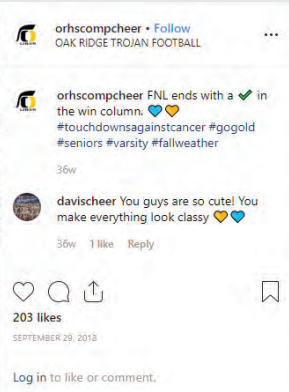 orhscompcheer • Follow
OAK RIDGE TROJAN FOOTBALL
orhscompcheer FNL ends with a ✔ in
the win column. 💙🧡
#touchdownsagainstcancer #gogold
#seniors #varsity #fallweather
36w
davischeer You guys are so cute! You
make everything look classy 🧡💙
36w 1 like Reply
203 likes
SEPTEMBER 29, 2018
Log in to like or comment.